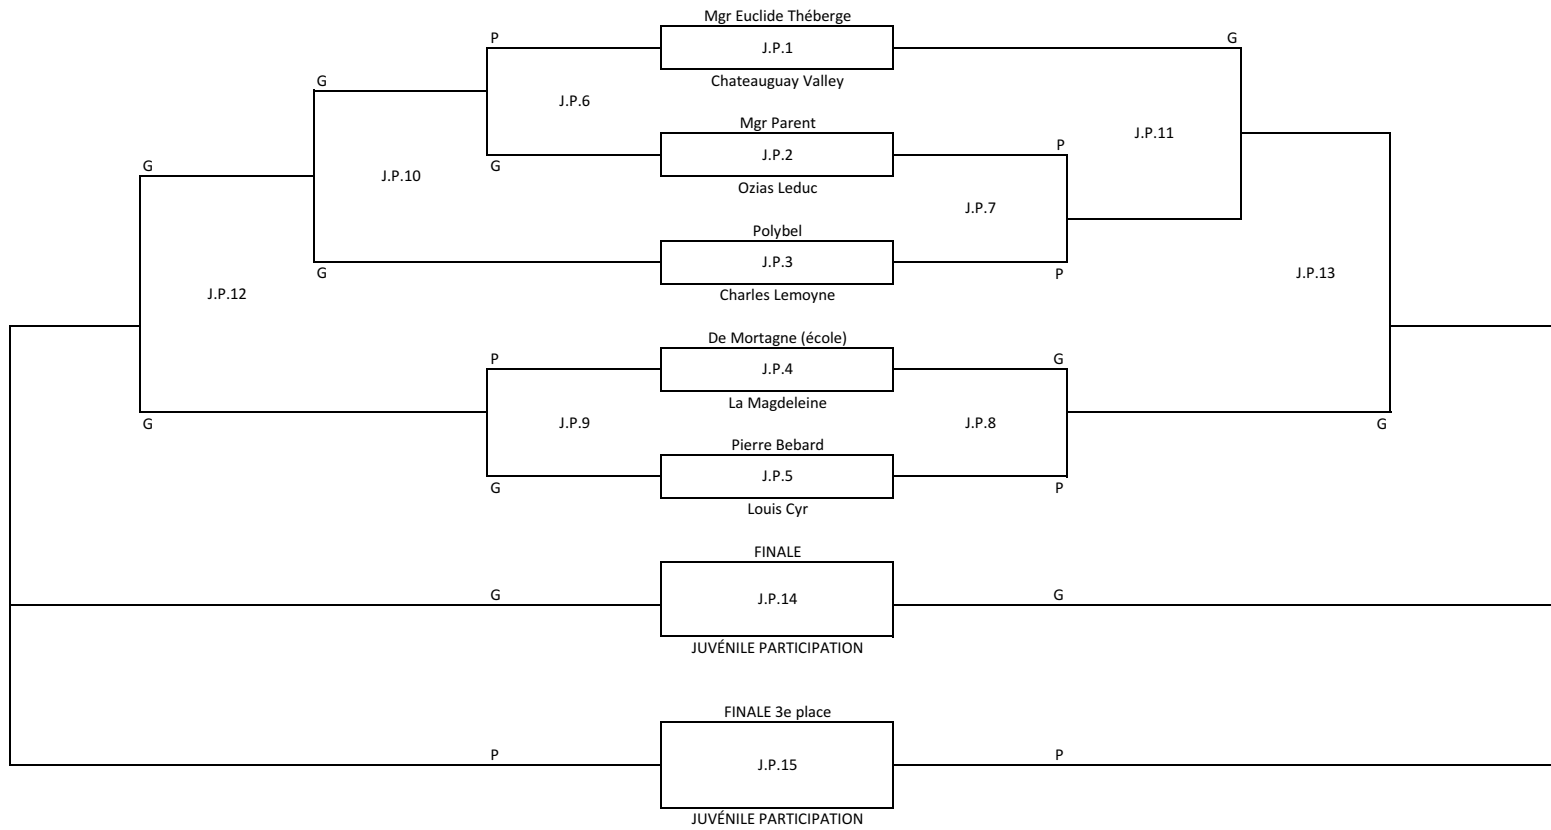 Mgr Euclide Théberge
P
J.P.1
G
Chateauguay Valley
G
J.P.6
Mgr Parent
J.P.11
G
J.P.10
G
J.P.2
P
Ozias Leduc
J.P.7
Polybel
G
J.P.3
P
J.P.13
J.P.12
Charles Lemoyne
De Mortagne (école)
P
J.P.4
G
La Magdeleine
G
J.P.9
J.P.8
G
Pierre Bebard
J.P.5
G
P
Louis Cyr
FINALE
G
J.P.14
G
JUVÉNILE PARTICIPATION
FINALE 3e place
P
J.P.15
P
JUVÉNILE PARTICIPATION